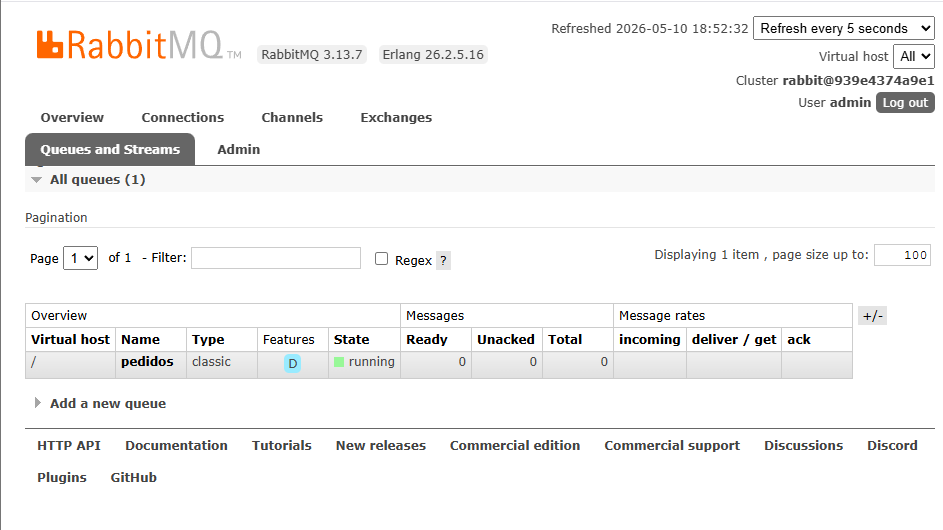 Refreshed 2026-05-10 18:52:32 Refresh every 5 seconds
RabbitMQ TM RabbitMQ 3.13.7 Erlang 26.2.5.16
Virtual host All
Cluster rabbit@939e4374a9e1
User admin Log out
Overview Connections Channels Exchanges
Queues and Streams Admin
All queues (1)
Pagination
Page 1 of 1 - Filter: Regex ? Displaying 1 item , page size up to: 100
Overview Messages Message rates +/-
Virtual host Name Type Features State Ready Unacked Total incoming deliver / get ack
/ pedidos classic D running 0 0 0
Add a new queue
HTTP API Documentation Tutorials New releases Commercial edition Commercial support Discussions Discord
Plugins GitHub